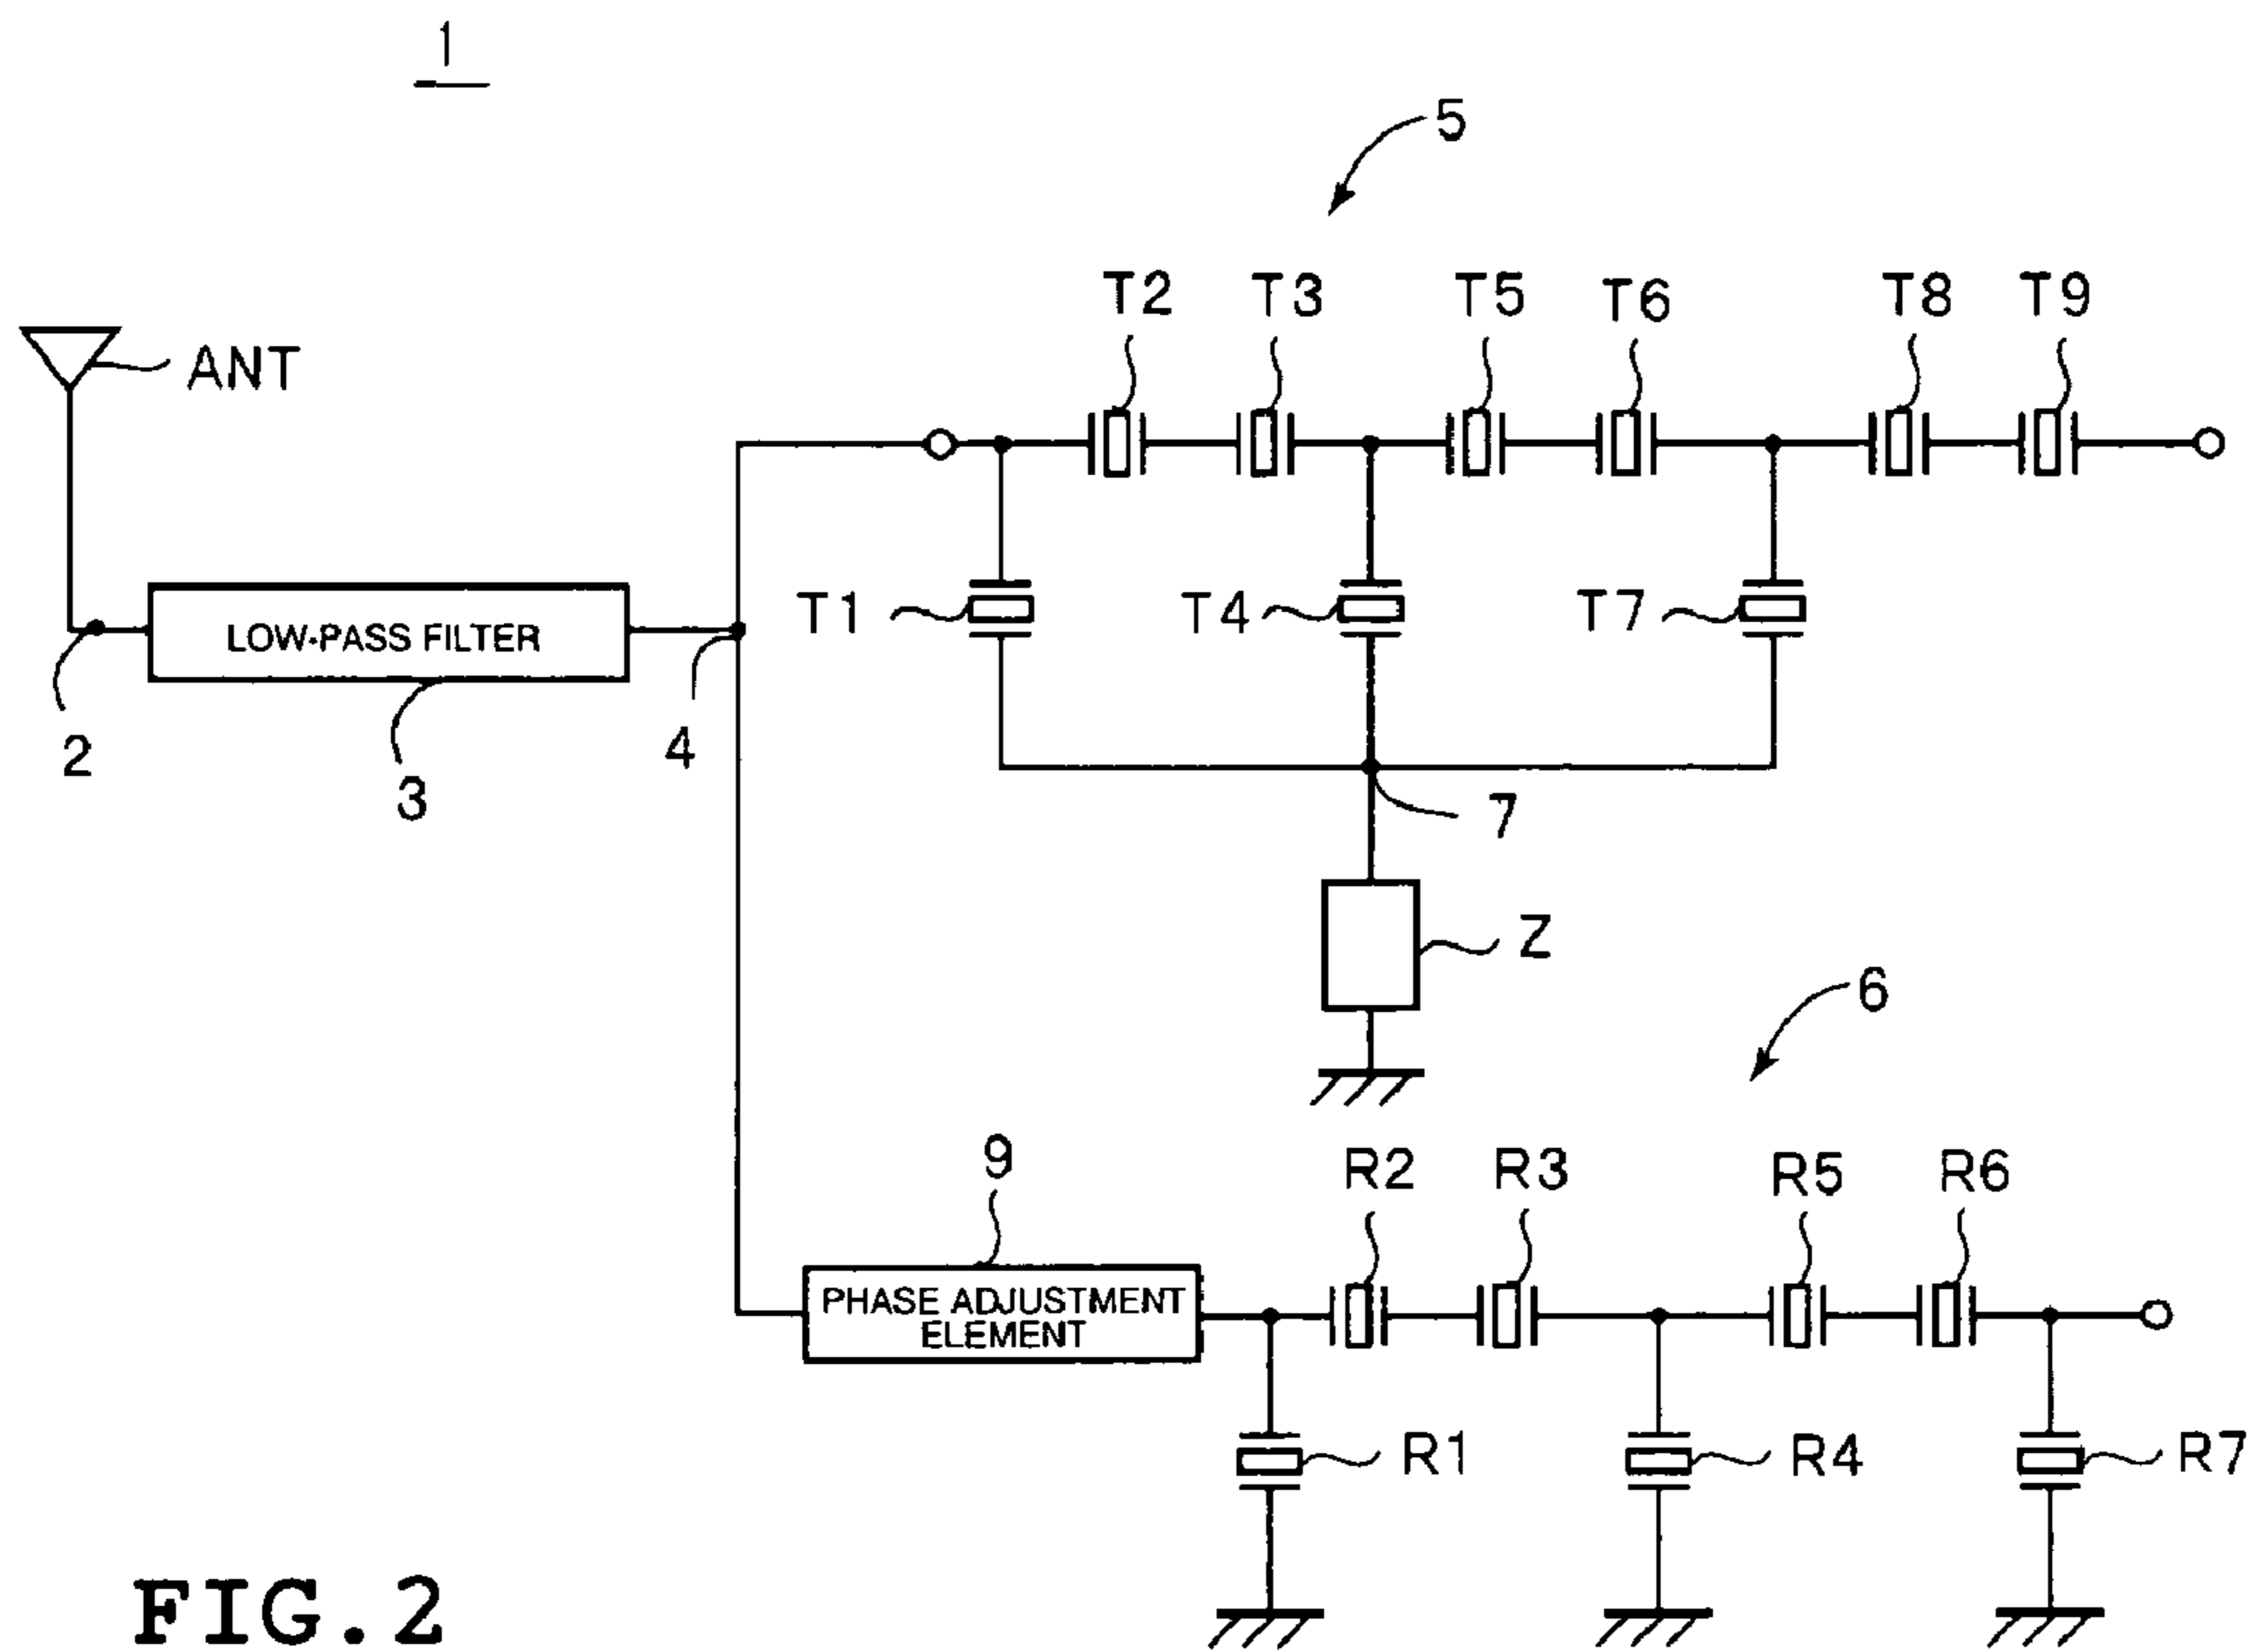 1
5
T2 T3 T5 T6 T8 T9
ANT
T1 T4 T7
LOW-PASS FILTER
2 3 4
7
Z
6
9
R2 R3 R5 R6
PHASE ADJUSTMENT
ELEMENT
R1 R4 R7
FIG.2